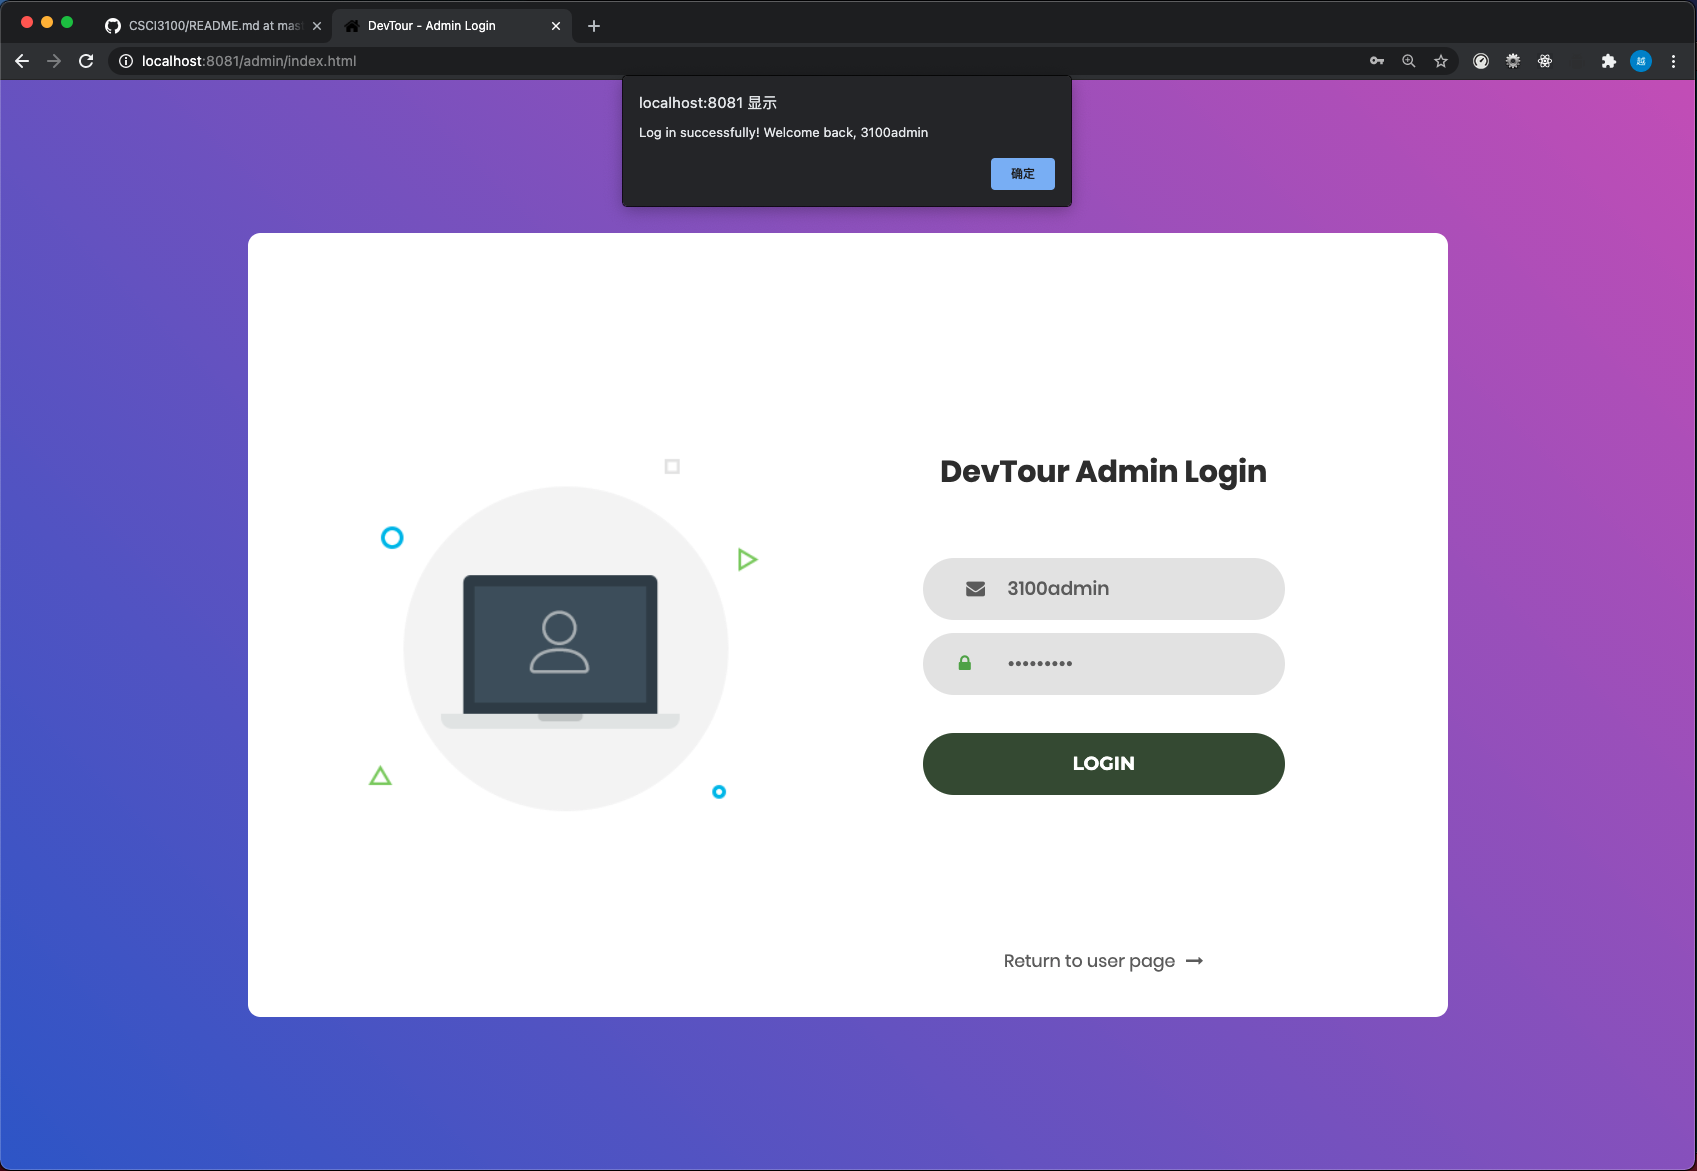 CSCI3100/README.md at mas
DevTour - Admin Login
localhost:8081/admin/index.html
越
localhost:8081 显示
Log in successfully! Welcome back, 3100admin
确定
DevTour Admin Login
3100admin
•••••••••
LOGIN
Return to user page →